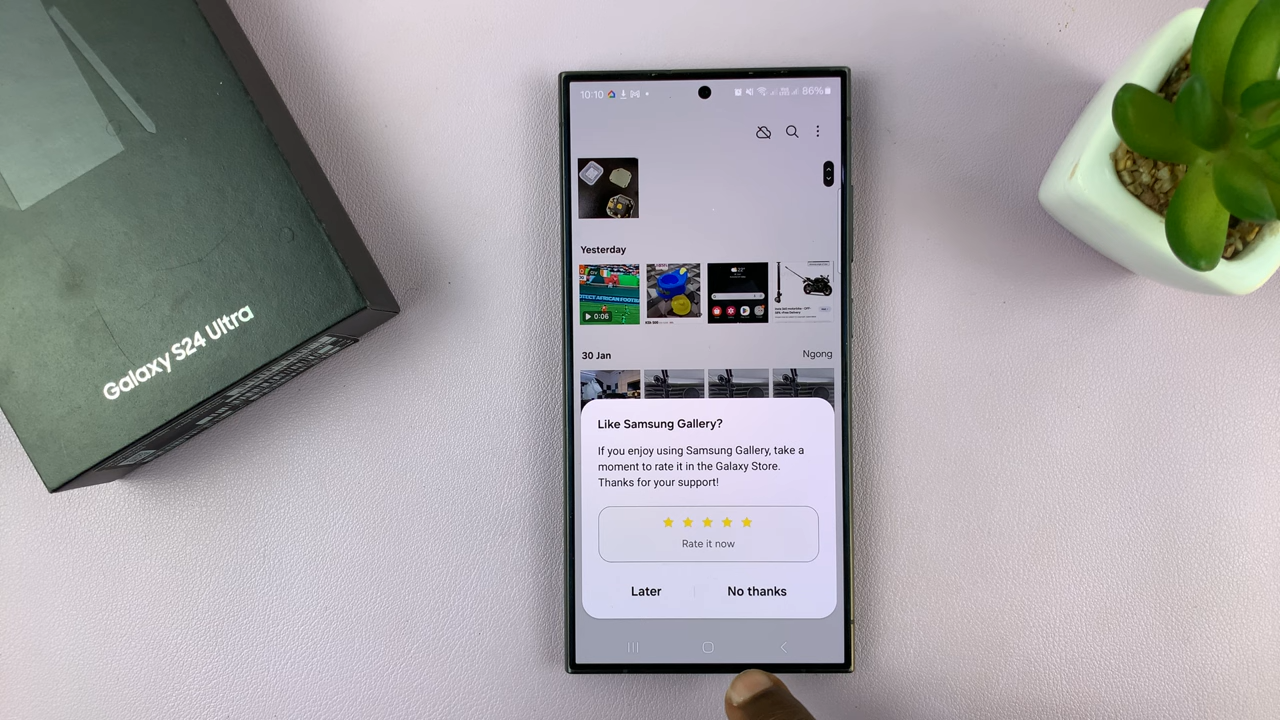 Galaxy S24 Ultra
10:10
86%
Yesterday
0:06
30 Jan
Ngong
Like Samsung Gallery?
If you enjoy using Samsung Gallery, take a
moment to rate it in the Galaxy Store.
Thanks for your support!
Rate it now
Later
No thanks